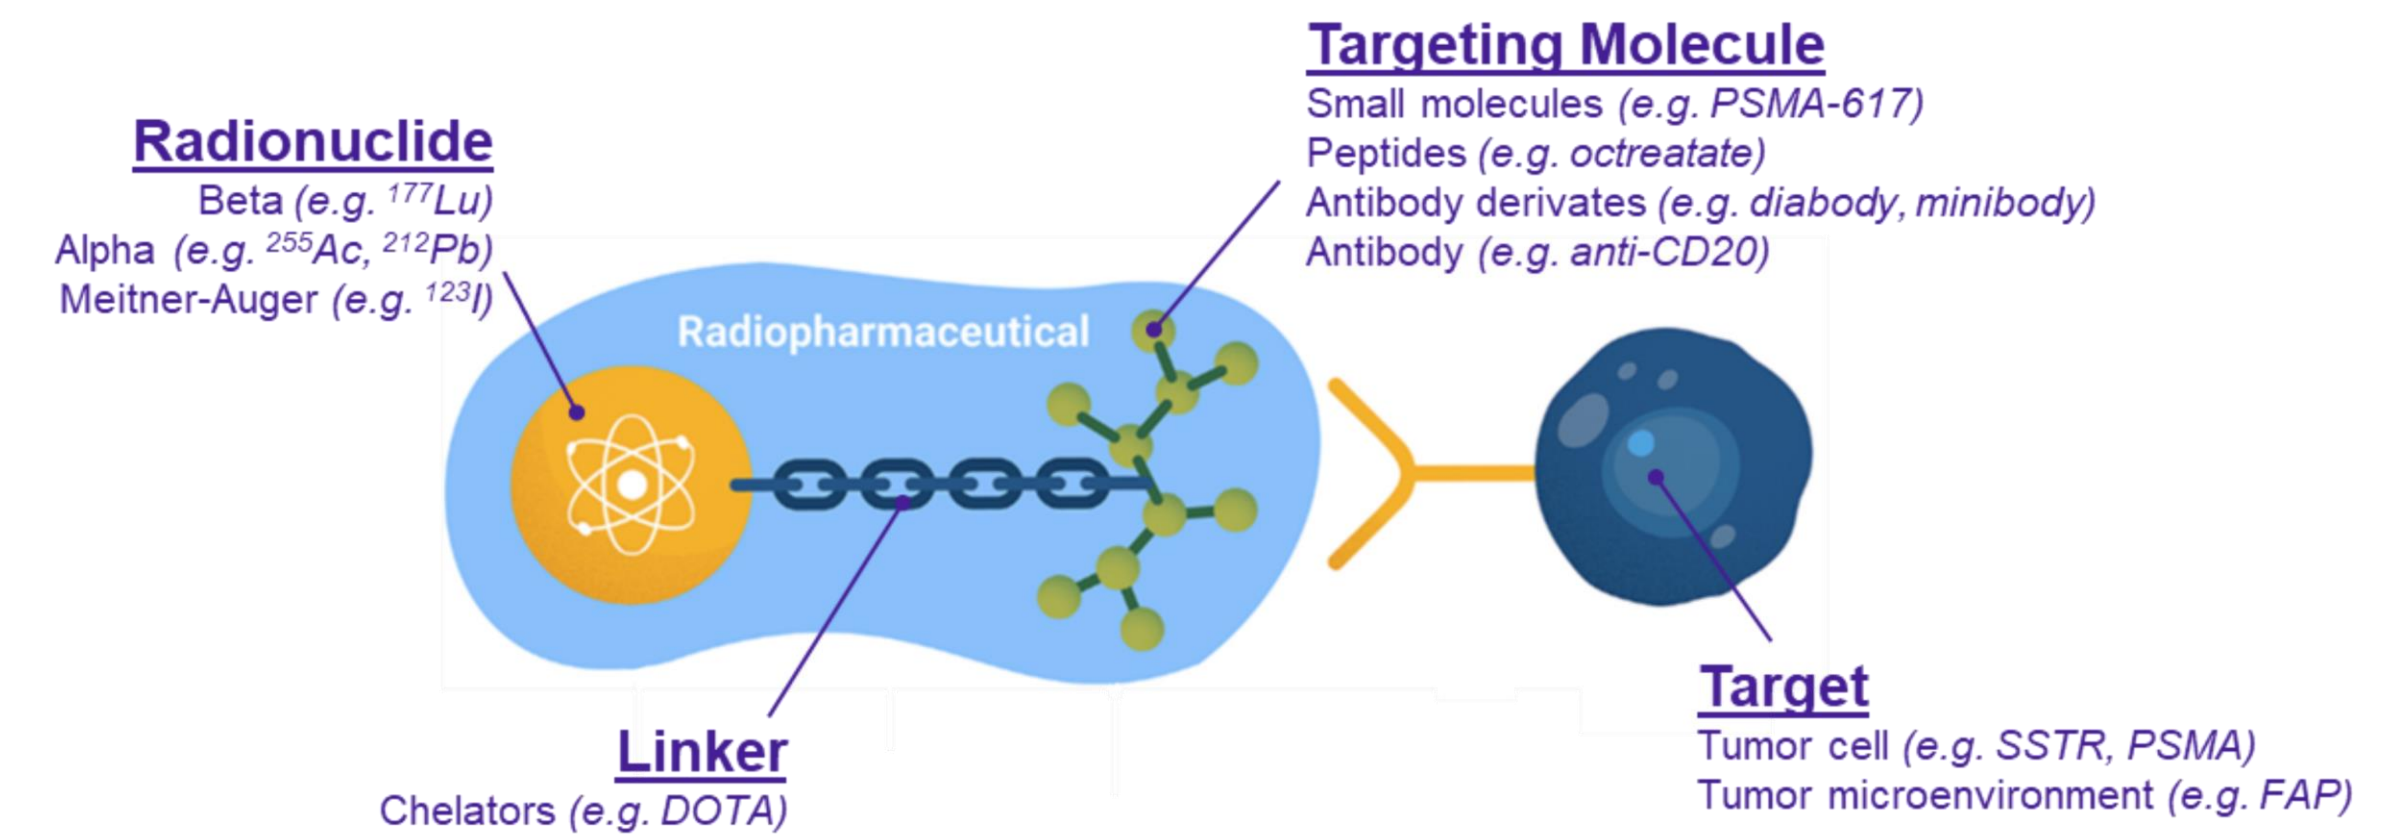 Targeting Molecule
Small molecules (e.g. PSMA-617)
Peptides (e.g. octreatate)
Antibody derivates (e.g. diabody, minibody)
Antibody (e.g. anti-CD20)
Radionuclide
Beta (e.g. ¹⁷⁷Lu)
Alpha (e.g. ²⁵⁵Ac, ²¹²Pb)
Meitner-Auger (e.g. ¹²³I)
Radiopharmaceutical
Linker
Chelators (e.g. DOTA)
Target
Tumor cell (e.g. SSTR, PSMA)
Tumor microenvironment (e.g. FAP)